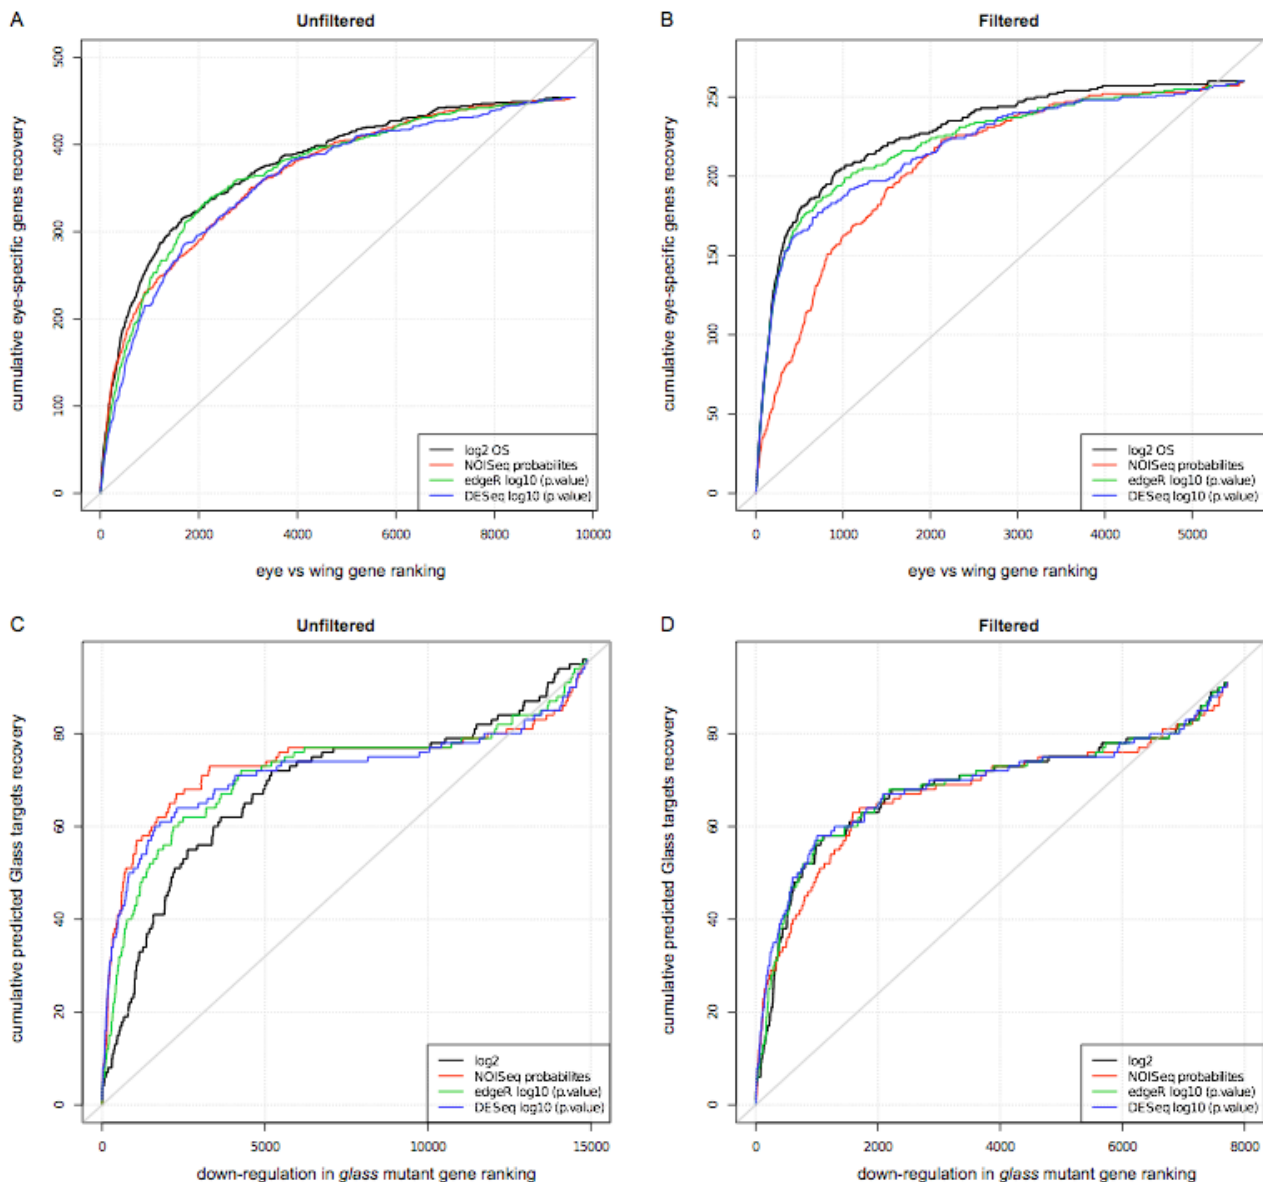 A
Unfiltered
cumulative eye-specific genes recovery
500
400
300
200
100
0
0 2000 4000 6000 8000 10000
eye vs wing gene ranking
log2 OS
NOISeq probabilites
edgeR log10 (p.value)
DESeq log10 (p.value)
B
Filtered
cumulative eye-specific genes recovery
250
200
150
100
50
0
0 1000 2000 3000 4000 5000
eye vs wing gene ranking
log2 OS
NOISeq probabilites
edgeR log10 (p.value)
DESeq log10 (p.value)
C
Unfiltered
cumulative predicted Glass targets recovery
80
60
40
20
0
0 5000 10000 15000
down-regulation in glass mutant gene ranking
log2
NOISeq probabilites
edgeR log10 (p.value)
DESeq log10 (p.value)
D
Filtered
cumulative predicted Glass targets recovery
80
60
40
20
0
0 2000 4000 6000 8000
down-regulation in glass mutant gene ranking
log2
NOISeq probabilites
edgeR log10 (p.value)
DESeq log10 (p.value)